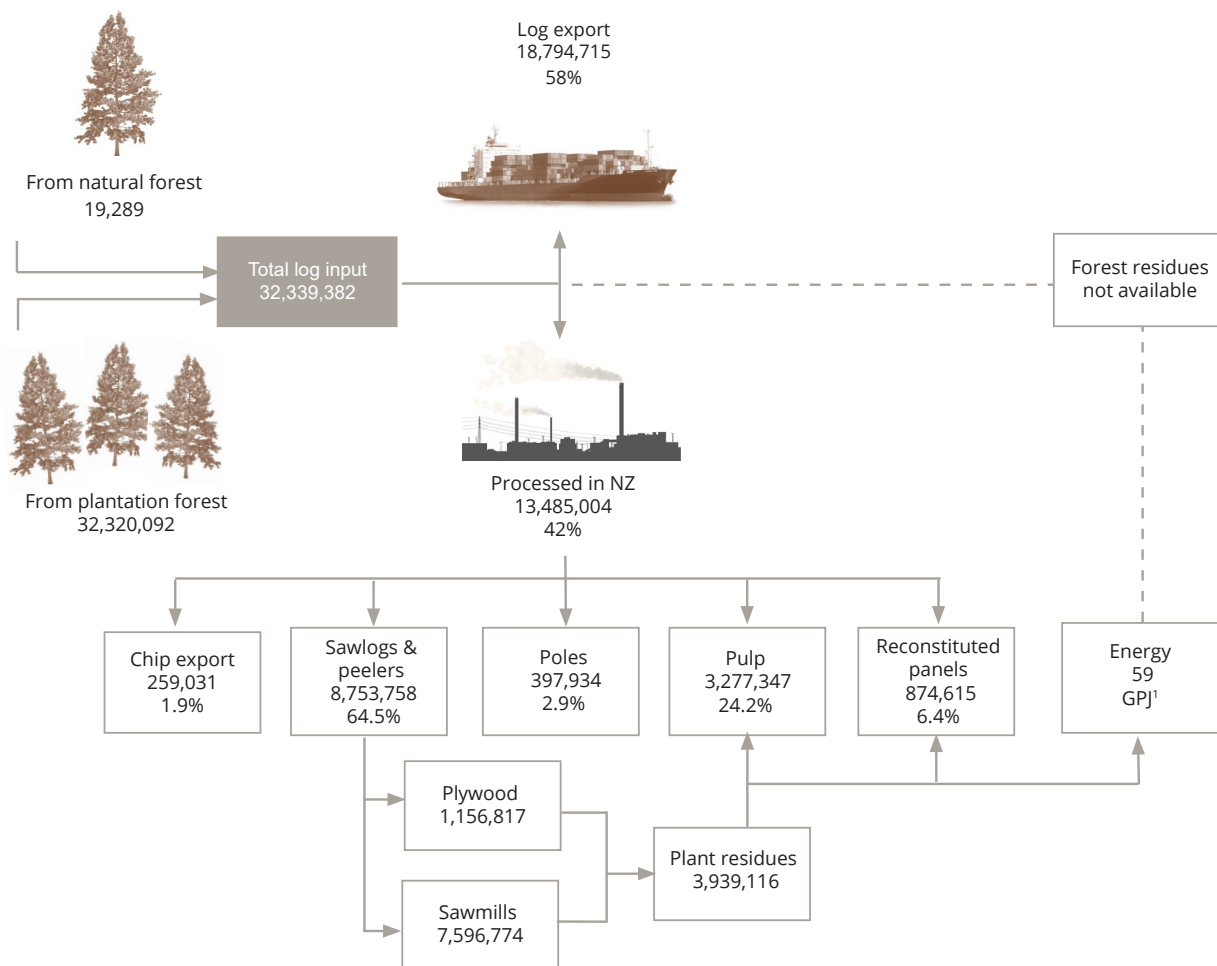 Log export
18,794,715
58%
From natural forest
19,289
Total log input
32,339,382
Forest residues
not available
From plantation forest
32,320,092
Processed in NZ
13,485,004
42%
Chip export
259,031
1.9%
Sawlogs &
peelers
8,753,758
64.5%
Poles
397,934
2.9%
Pulp
3,277,347
24.2%
Reconstituted
panels
874,615
6.4%
Energy
59
GPJ¹
Plywood
1,156,817
Plant residues
3,939,116
Sawmills
7,596,774